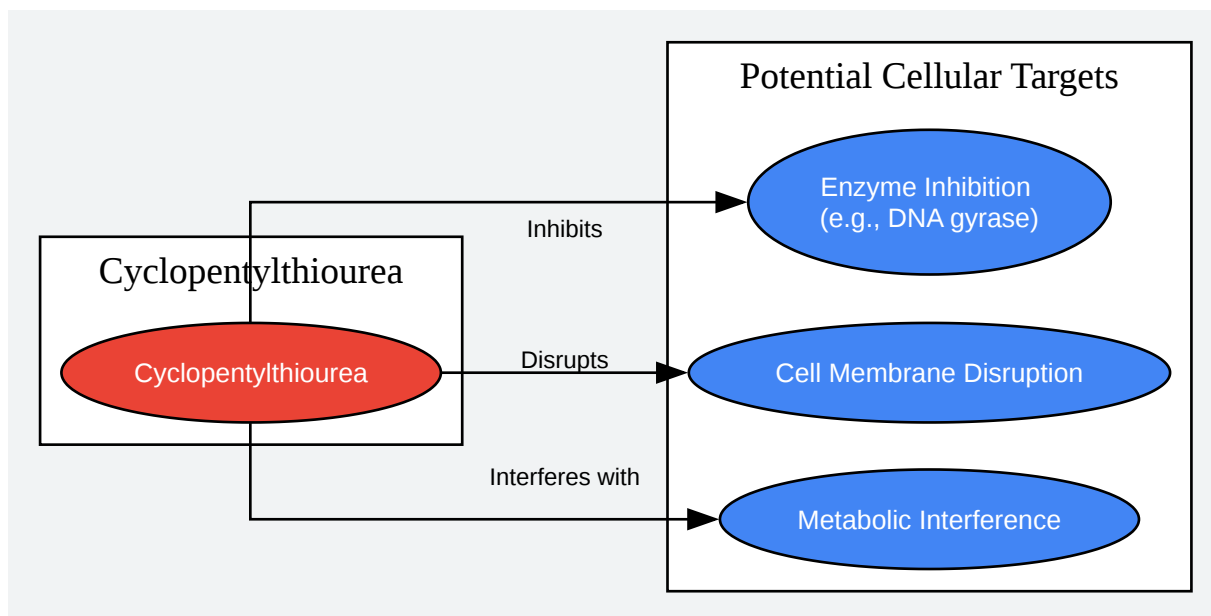 Potential Cellular Targets
Enzyme Inhibition
(e.g., DNA gyrase)
Inhibits
Cyclopentylthiourea
Cyclopentylthiourea
Disrupts
Cell Membrane Disruption
Interferes with
Metabolic Interference